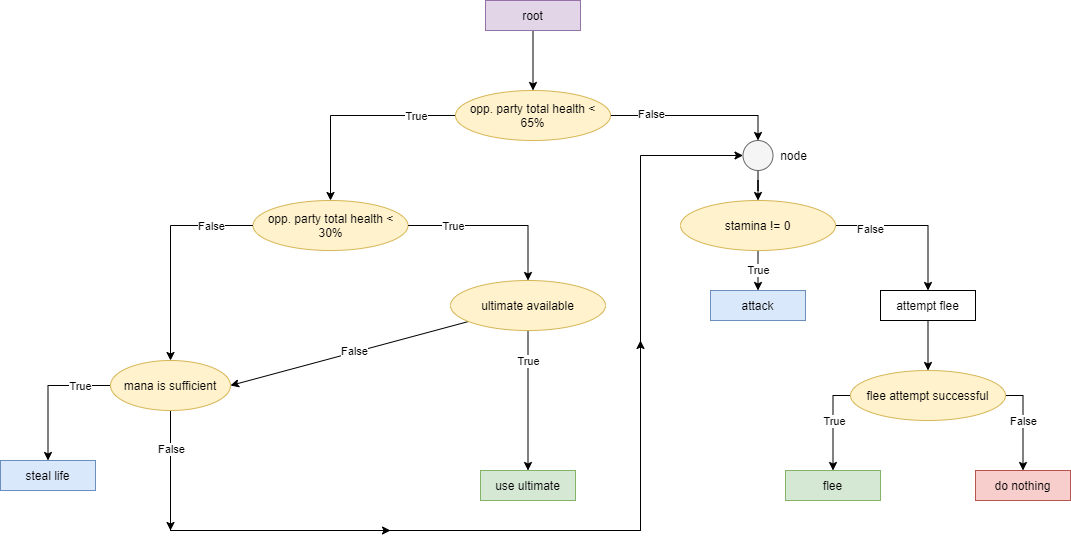 root
opp. party total health <
65%
True
False
node
opp. party total health <
30%
False
True
stamina != 0
False
True
ultimate available
attack
attempt flee
False
True
mana is sufficient
True
flee attempt successful
True
False
False
steal life
use ultimate
flee
do nothing